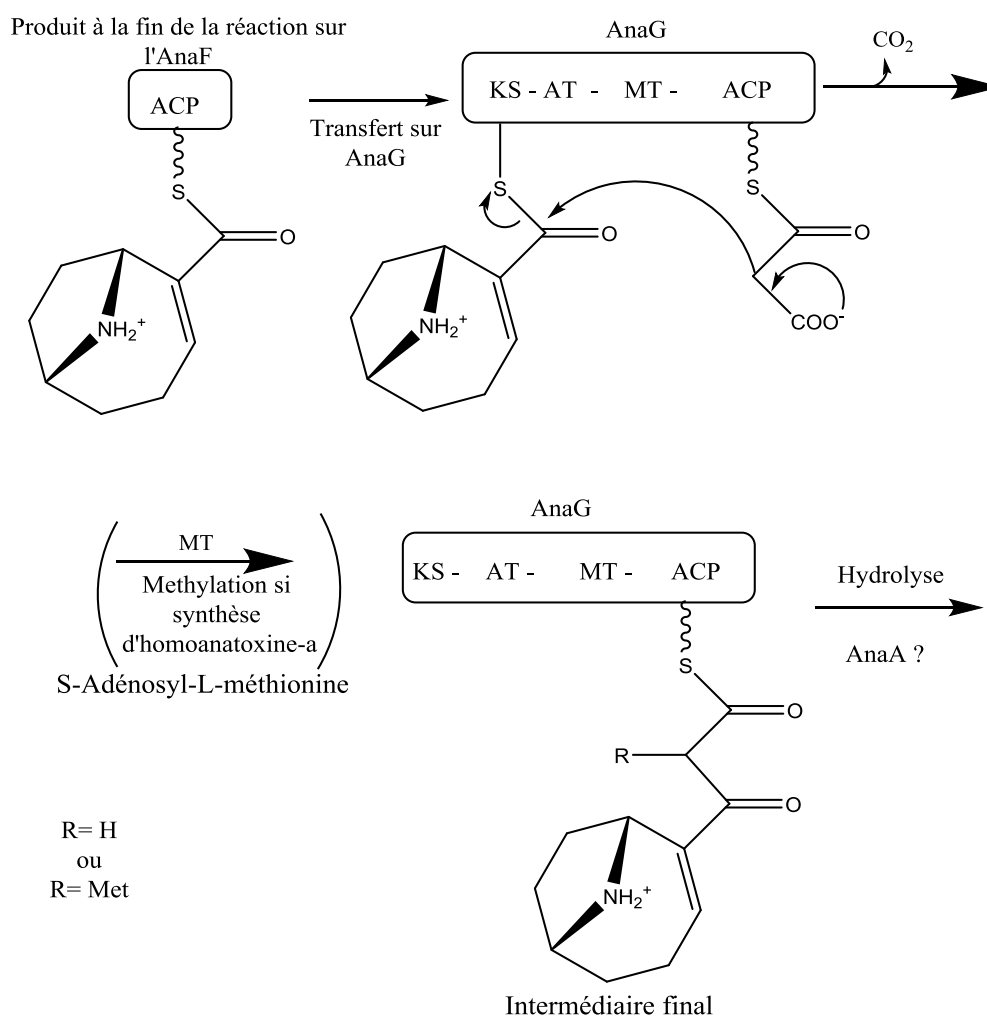 Produit à la fin de la réaction sur
l'AnaF
ACP
S
O
NH2+
Transfert sur
AnaG
AnaG
KS - AT - MT - ACP
S
O
NH2+
S
O
COO-
CO2
MT
Methylation si
synthèse
d'homoanatoxine-a
S-Adénosyl-L-méthionine
R= H
ou
R= Met
AnaG
KS - AT - MT - ACP
S
O
R
O
NH2+
Intermédiaire final
Hydrolyse
AnaA ?